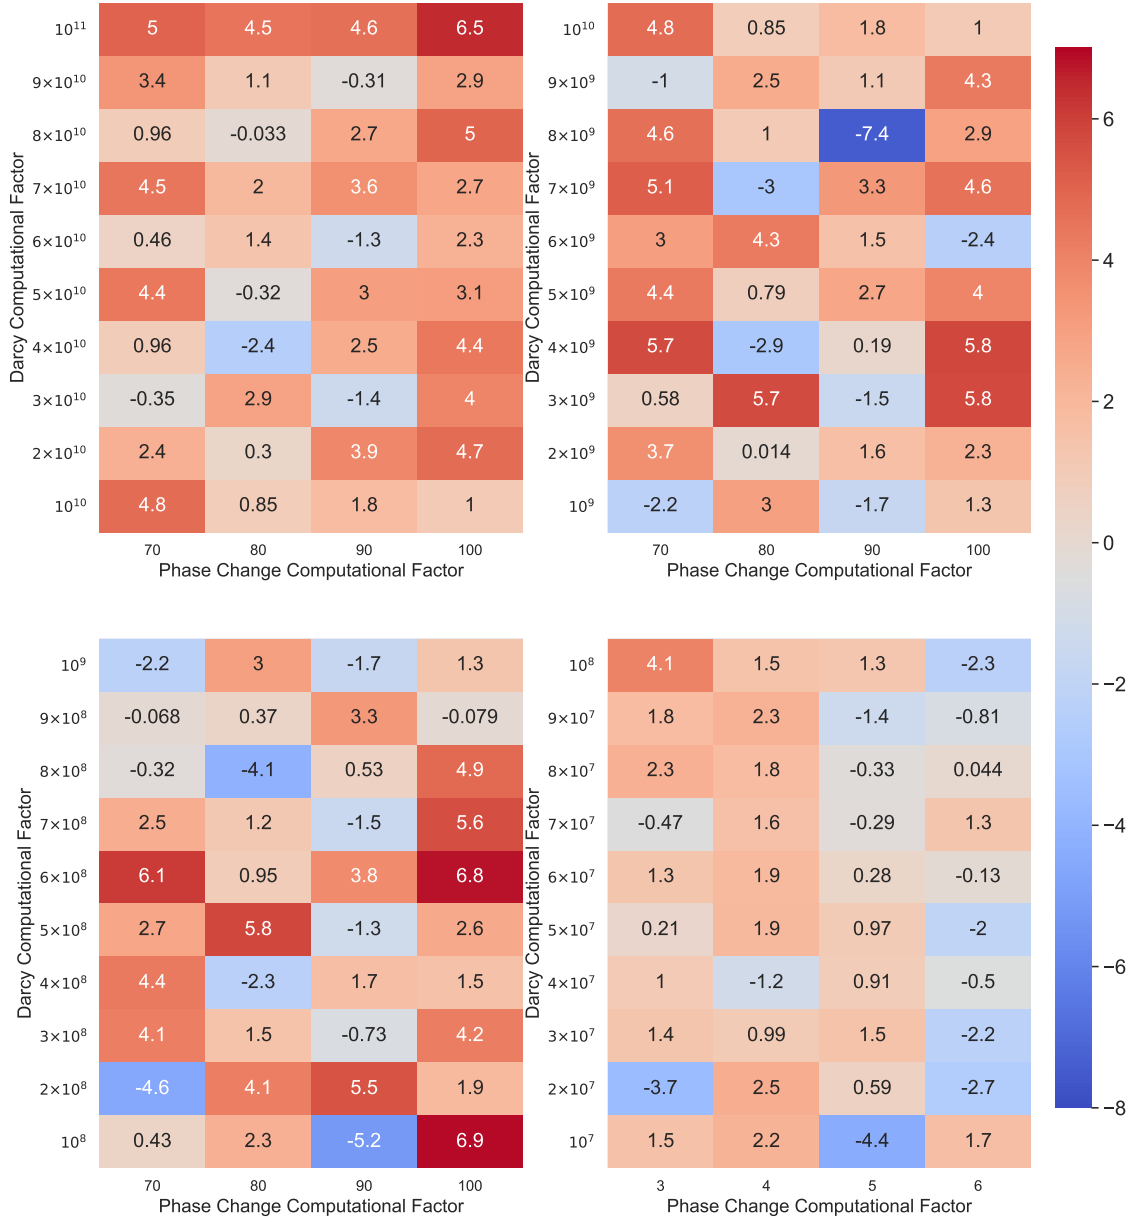 10¹¹ 5 4.5 4.6 6.5
9×10¹⁰ 3.4 1.1 -0.31 2.9
8×10¹⁰ 0.96 -0.033 2.7 5
7×10¹⁰ 4.5 2 3.6 2.7
6×10¹⁰ 0.46 1.4 -1.3 2.3
5×10¹⁰ 4.4 -0.32 3 3.1
4×10¹⁰ 0.96 -2.4 2.5 4.4
3×10¹⁰ -0.35 2.9 -1.4 4
2×10¹⁰ 2.4 0.3 3.9 4.7
10¹⁰ 4.8 0.85 1.8 1
70 80 90 100
Phase Change Computational Factor
Darcy Computational Factor
10¹⁰ 4.8 0.85 1.8 1
9×10⁹ -1 2.5 1.1 4.3
8×10⁹ 4.6 1 -7.4 2.9
7×10⁹ 5.1 -3 3.3 4.6
6×10⁹ 3 4.3 1.5 -2.4
5×10⁹ 4.4 0.79 2.7 4
4×10⁹ 5.7 -2.9 0.19 5.8
3×10⁹ 0.58 5.7 -1.5 5.8
2×10⁹ 3.7 0.014 1.6 2.3
10⁹ -2.2 3 -1.7 1.3
70 80 90 100
Phase Change Computational Factor
Darcy Computational Factor
10⁹ -2.2 3 -1.7 1.3
9×10⁸ -0.068 0.37 3.3 -0.079
8×10⁸ -0.32 -4.1 0.53 4.9
7×10⁸ 2.5 1.2 -1.5 5.6
6×10⁸ 6.1 0.95 3.8 6.8
5×10⁸ 2.7 5.8 -1.3 2.6
4×10⁸ 4.4 -2.3 1.7 1.5
3×10⁸ 4.1 1.5 -0.73 4.2
2×10⁸ -4.6 4.1 5.5 1.9
10⁸ 0.43 2.3 -5.2 6.9
70 80 90 100
Phase Change Computational Factor
Darcy Computational Factor
10⁸ 4.1 1.5 1.3 -2.3
9×10⁷ 1.8 2.3 -1.4 -0.81
8×10⁷ 2.3 1.8 -0.33 0.044
7×10⁷ -0.47 1.6 -0.29 1.3
6×10⁷ 1.3 1.9 0.28 -0.13
5×10⁷ 0.21 1.9 0.97 -2
4×10⁷ 1 -1.2 0.91 -0.5
3×10⁷ 1.4 0.99 1.5 -2.2
2×10⁷ -3.7 2.5 0.59 -2.7
10⁷ 1.5 2.2 -4.4 1.7
3 4 5 6
Phase Change Computational Factor
Darcy Computational Factor
6
4
2
0
−2
−4
−6
−8